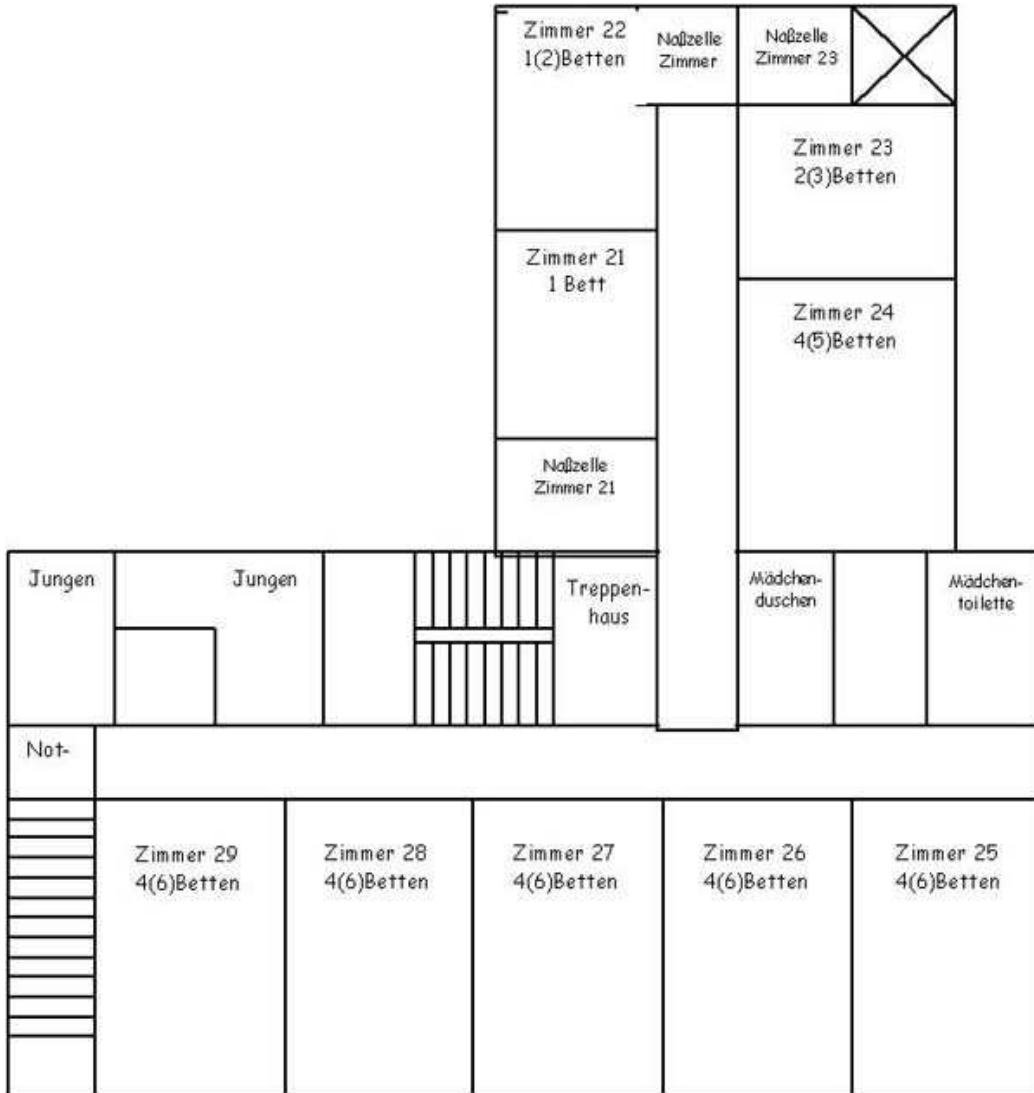 Zimmer 22
1(2)Betten
Naßzelle
Zimmer
Naßzelle
Zimmer 23
Zimmer 23
2(3)Betten
Zimmer 21
1 Bett
Zimmer 24
4(5)Betten
Naßzelle
Zimmer 21
Jungen
Jungen
Treppen-
haus
Mädchen-
duschen
Mädchen-
toilette
Not-
Zimmer 29
4(6)Betten
Zimmer 28
4(6)Betten
Zimmer 27
4(6)Betten
Zimmer 26
4(6)Betten
Zimmer 25
4(6)Betten